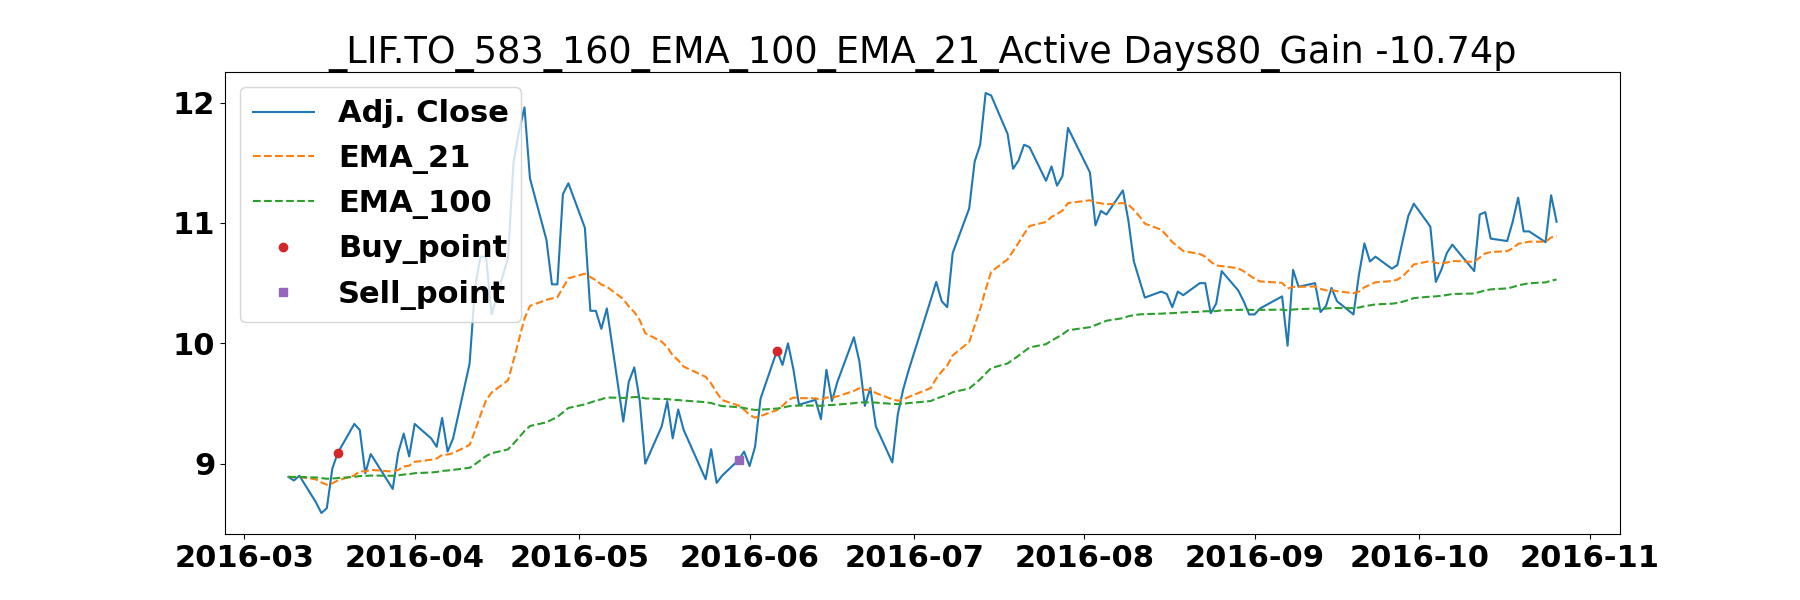 _LIF.TO_583_160_EMA_100_EMA_21_Active Days80_Gain -10.74p
12
11
10
9
Adj. Close
EMA_21
EMA_100
Buy_point
Sell_point
2016-03 2016-04 2016-05 2016-06 2016-07 2016-08 2016-09 2016-10 2016-11